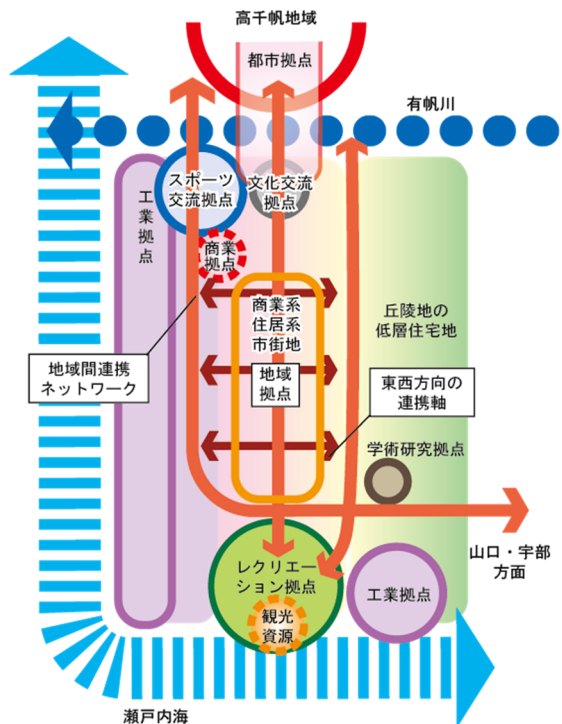 高千帆地域
都市拠点
有帆川
スポーツ
交流拠点
文化交流
拠点
工業拠点
商業
拠点
商業系
住居系
市街地
丘陵地の
低層住宅地
地域間連携
ネットワーク
地域
拠点
東西方向の
連携軸
学術研究拠点
山口・宇部
方面
レクリエー
ション拠点
工業拠点
観光
資源
瀬戸内海